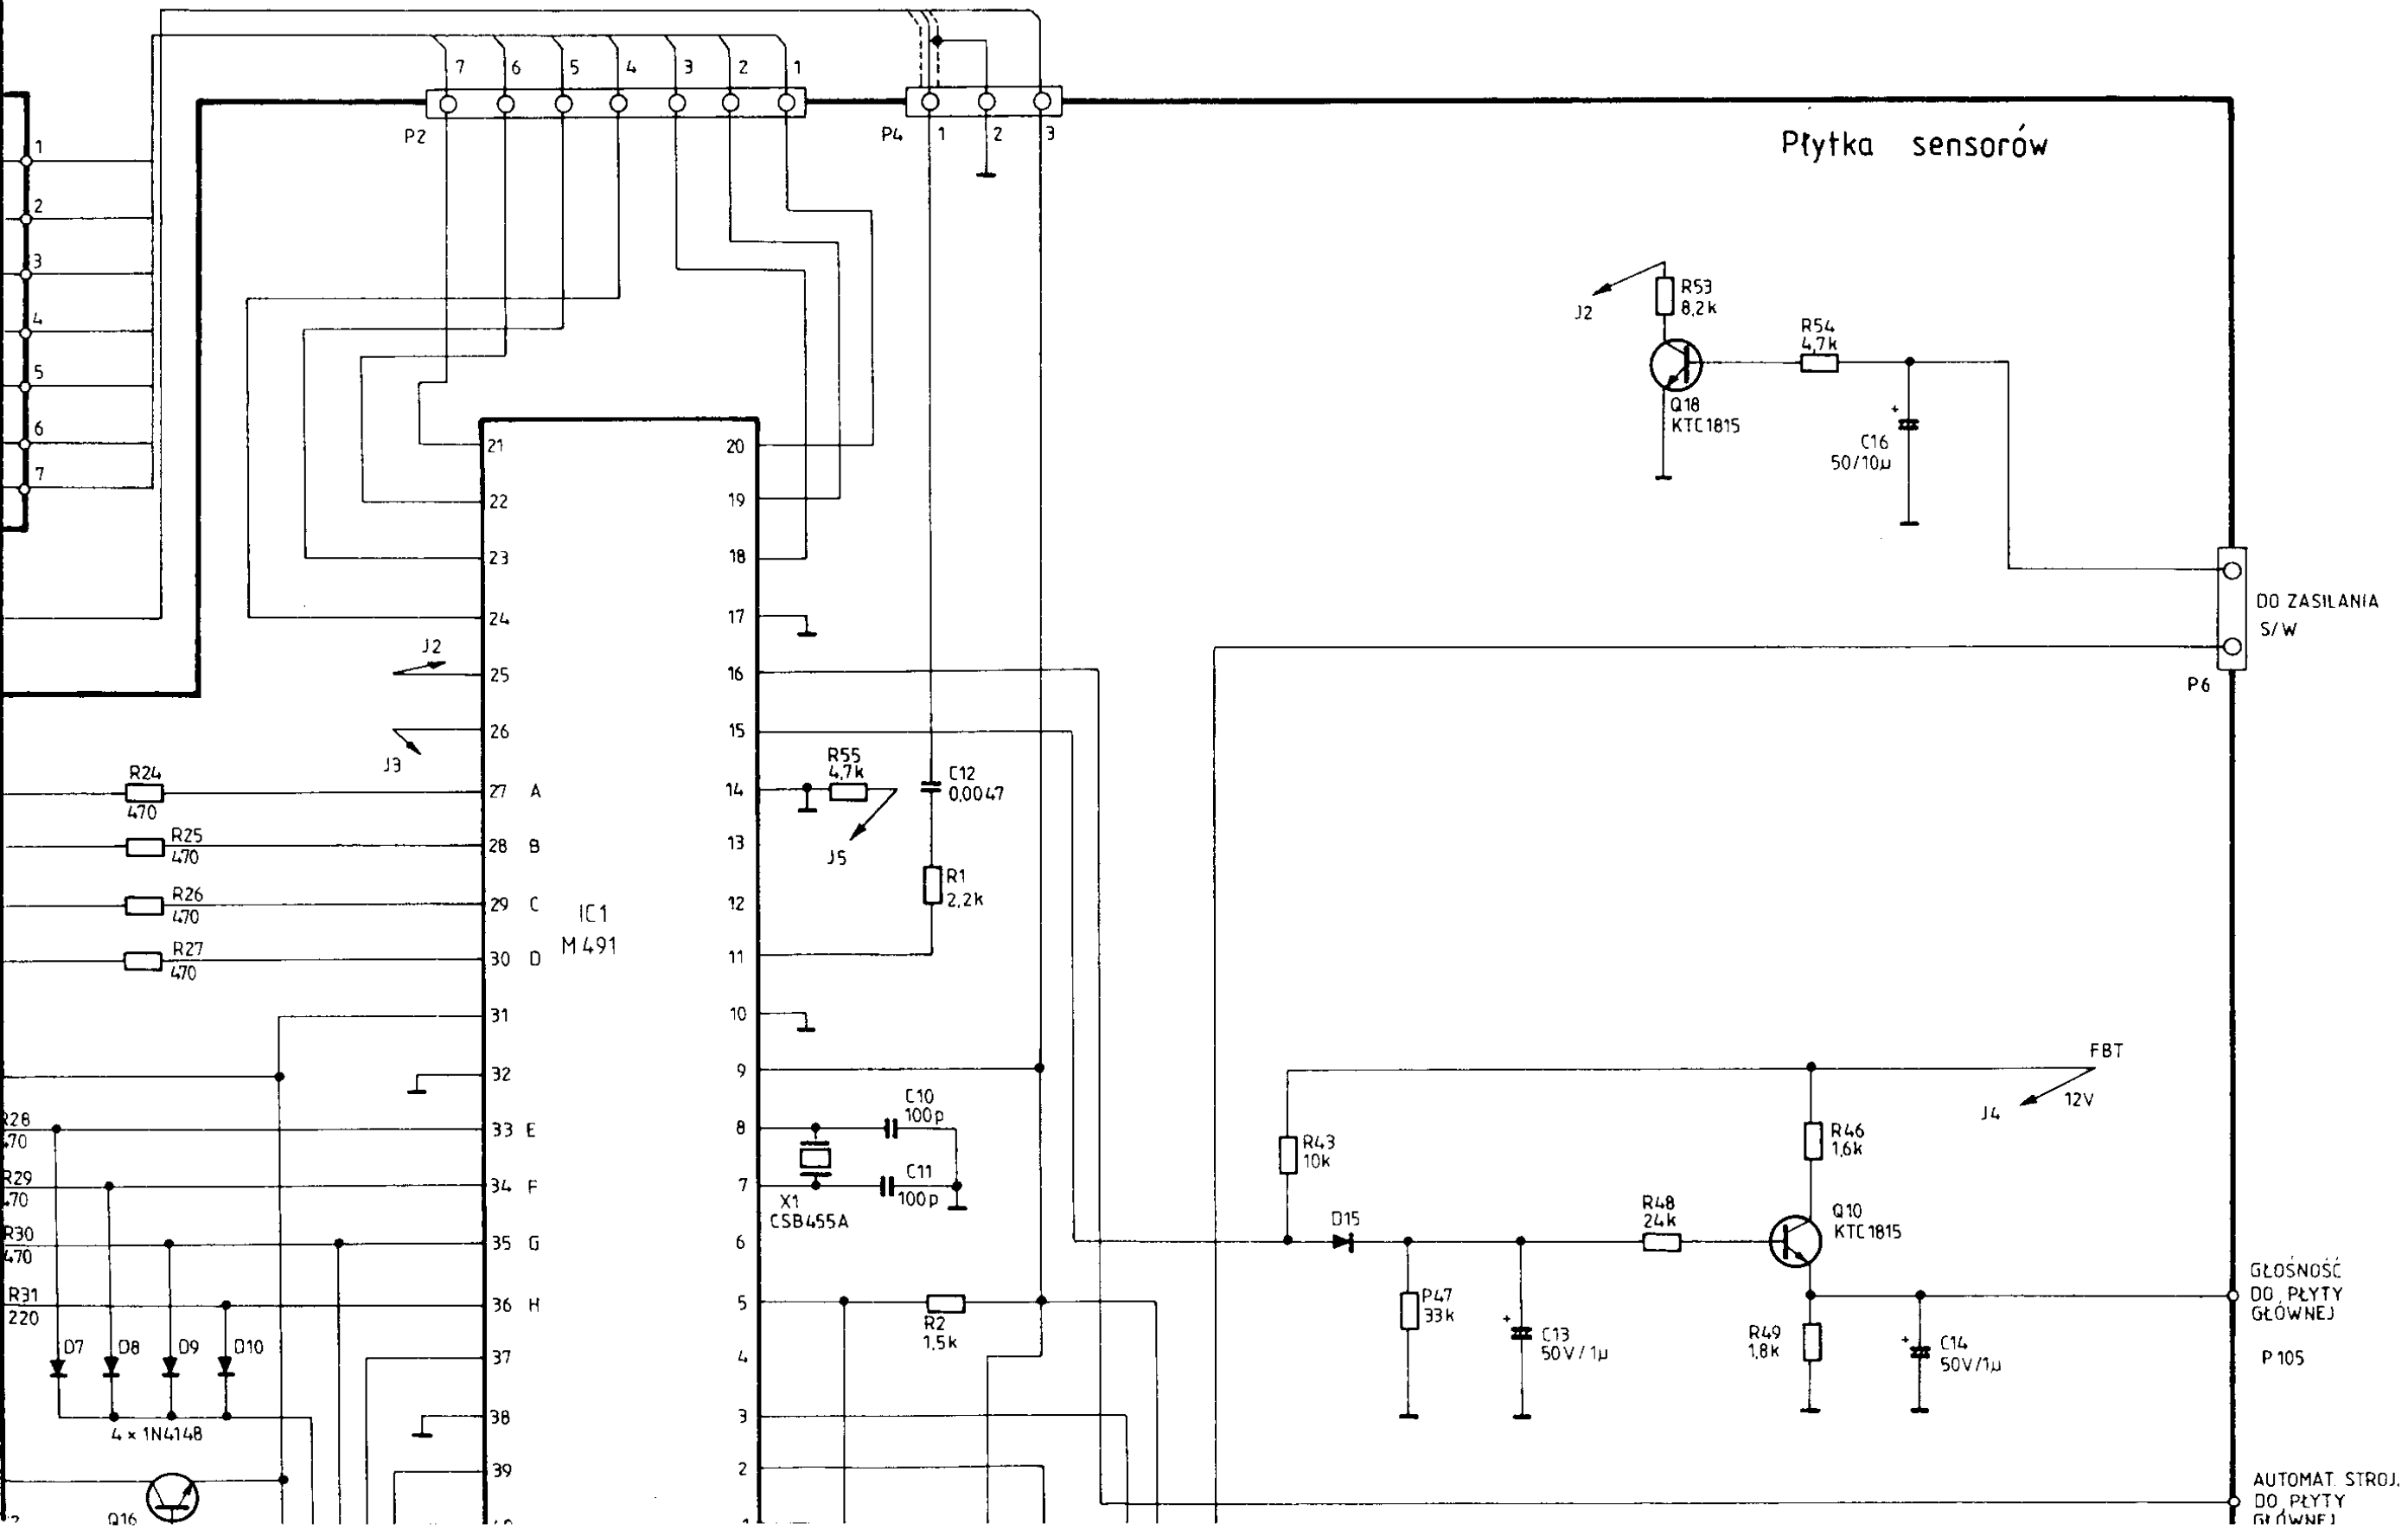 7 6 5 4 3 2 1
P2
P4 1 2 3
Płytka sensorów
1
2
3
4
5
6
7
J2
R53
8,2k
R54
4,7k
Q18
KTC1815
+
C16
50/10µ
DO ZASILANIA
S/W
P6
21
22
23
24
J2
25
26
J3
R24
470
27 A
R25
470
28 B
R26
470
29 C
R27
470
30 D
31
32
33 E
34 F
35 G
36 H
37
38
39
IC1
M491
20
19
18
17
16
15
14
13
12
11
10
9
8
7
6
5
4
3
2
R55
4,7k
J5
C12
0,0047
R1
2,2k
C10
100p
C11
100p
X1
CSB455A
R2
1,5k
R28
470
R29
470
R30
470
R31
220
D7 D8 D9 D10
4 x 1N4148
Q16
FBT
J4 12V
R43
10k
R46
1,6k
D15
R48
24k
Q10
KTC1815
P47
33k
+
C13
50V/1µ
R49
1,8k
+
C14
50V/1µ
GŁOŚNOŚĆ
DO PŁYTY
GŁÓWNEJ
P105
AUTOMAT. STROJ.
DO PŁYTY
GŁÓWNEJ